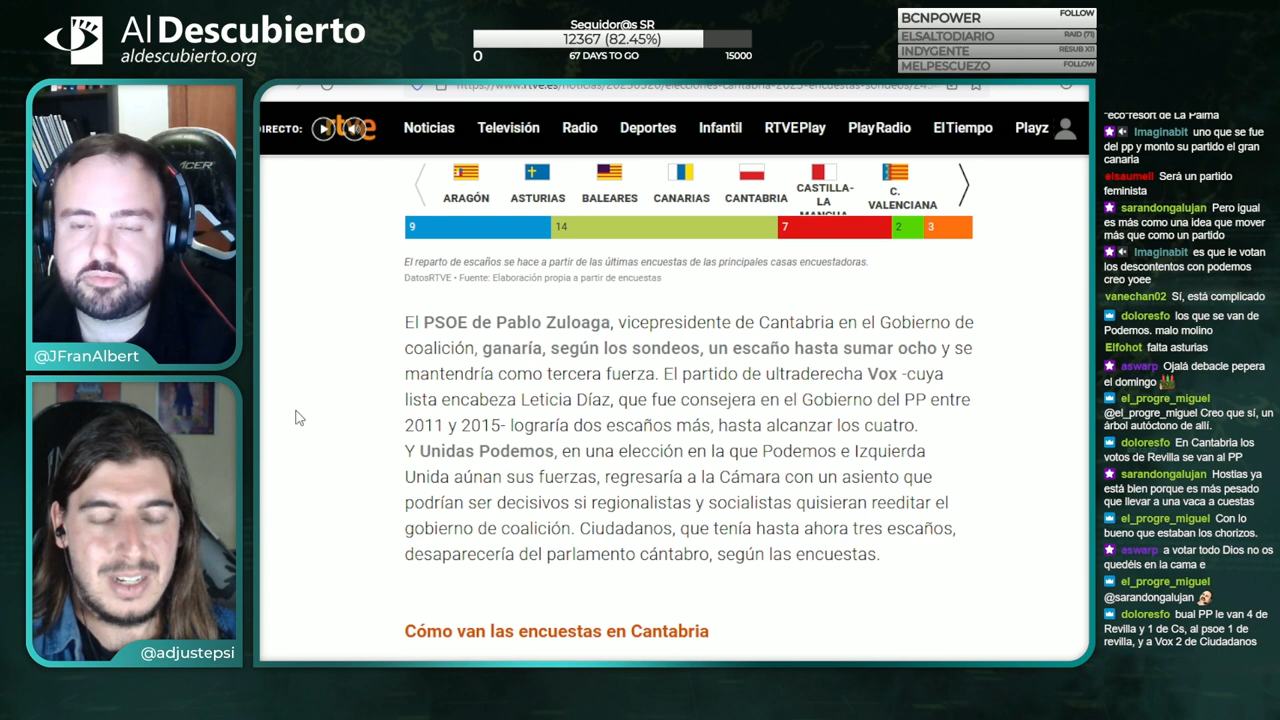 Al Descubierto
aldescubierto.org
Seguidor@s SR
12367 (82.45%)
0
67 DAYS TO GO
15000
BCNPOWER
FOLLOW
ELSALTODIARIO
RAID (71)
INDYGENTE
RESUB X11
MELPESCUEZO
FOLLOW
ACER
@JFranAlbert
@adjustepsi
DIRECTO:
rtve
Noticias
Televisión
Radio
Deportes
Infantil
RTVEPlay
PlayRadio
ElTiempo
Playz
ARAGÓN
ASTURIAS
BALEARES
CANARIAS
CANTABRIA
CASTILLA-
LA
MANCHA
C.
VALENCIANA
9
14
7
2
3
El reparto de escaños se hace a partir de las últimas encuestas de las principales casas encuestadoras.
DatosRTVE • Fuente: Elaboración propia a partir de encuestas
El PSOE de Pablo Zuloaga, vicepresidente de Cantabria en el Gobierno de
coalición, ganaría, según los sondeos, un escaño hasta sumar ocho y se
mantendría como tercera fuerza. El partido de ultraderecha Vox -cuya
lista encabeza Leticia Díaz, que fue consejera en el Gobierno del PP entre
2011 y 2015- lograría dos escaños más, hasta alcanzar los cuatro.
Y Unidas Podemos, en una elección en la que Podemos e Izquierda
Unida aúnan sus fuerzas, regresaría a la Cámara con un asiento que
podrían ser decisivos si regionalistas y socialistas quisieran reeditar el
gobierno de coalición. Ciudadanos, que tenía hasta ahora tres escaños,
desaparecería del parlamento cántabro, según las encuestas.
Cómo van las encuestas en Cantabria
"eco"resort de La Palma
Imaginabit uno que se fue
del pp y monto su partido el gran
canaria
elsaumell Será un partido
feminista
sarandongalujan Pero igual
es más como una idea que mover
más que como un partido
Imaginabit es que le votan
los descontentos con podemos
creo yoee
vanechan02 Sí, está complicado
doloresfo los que se van de
Podemos. malo molino
Elfohot falta asturias
aswarp Ojalá debacle pepera
el domingo
el_progre_miguel
@el_progre_miguel Creo que sí, un
árbol autóctono de allí.
doloresfo En Cantabria los
votos de Revilla se van al PP
sarandongalujan Hostias ya
está bien porque es más pesado
que llevar a una vaca a cuestas
el_progre_miguel Con lo
bueno que estaban los chorizos.
aswarp a votar todo Dios no os
quedéis en la cama e
el_progre_miguel
@sarandongalujan
doloresfo bual PP le van 4 de
Revilla y 1 de Cs, al psoe 1 de
revilla, y a Vox 2 de Ciudadanos